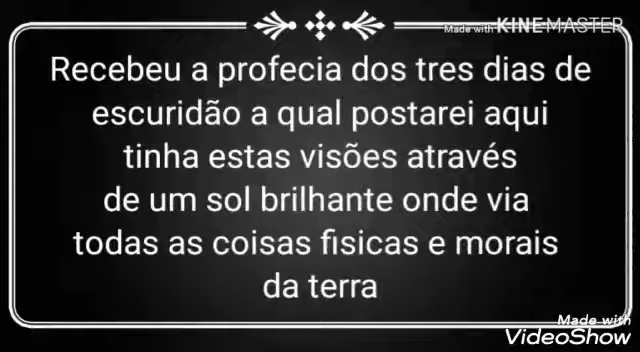 Made with KINEMASTER
Recebeu a profecia dos tres dias de
escuridão a qual postarei aqui
tinha estas visões através
de um sol brilhante onde via
todas as coisas fisicas e morais
da terra
Made with
VideoShow